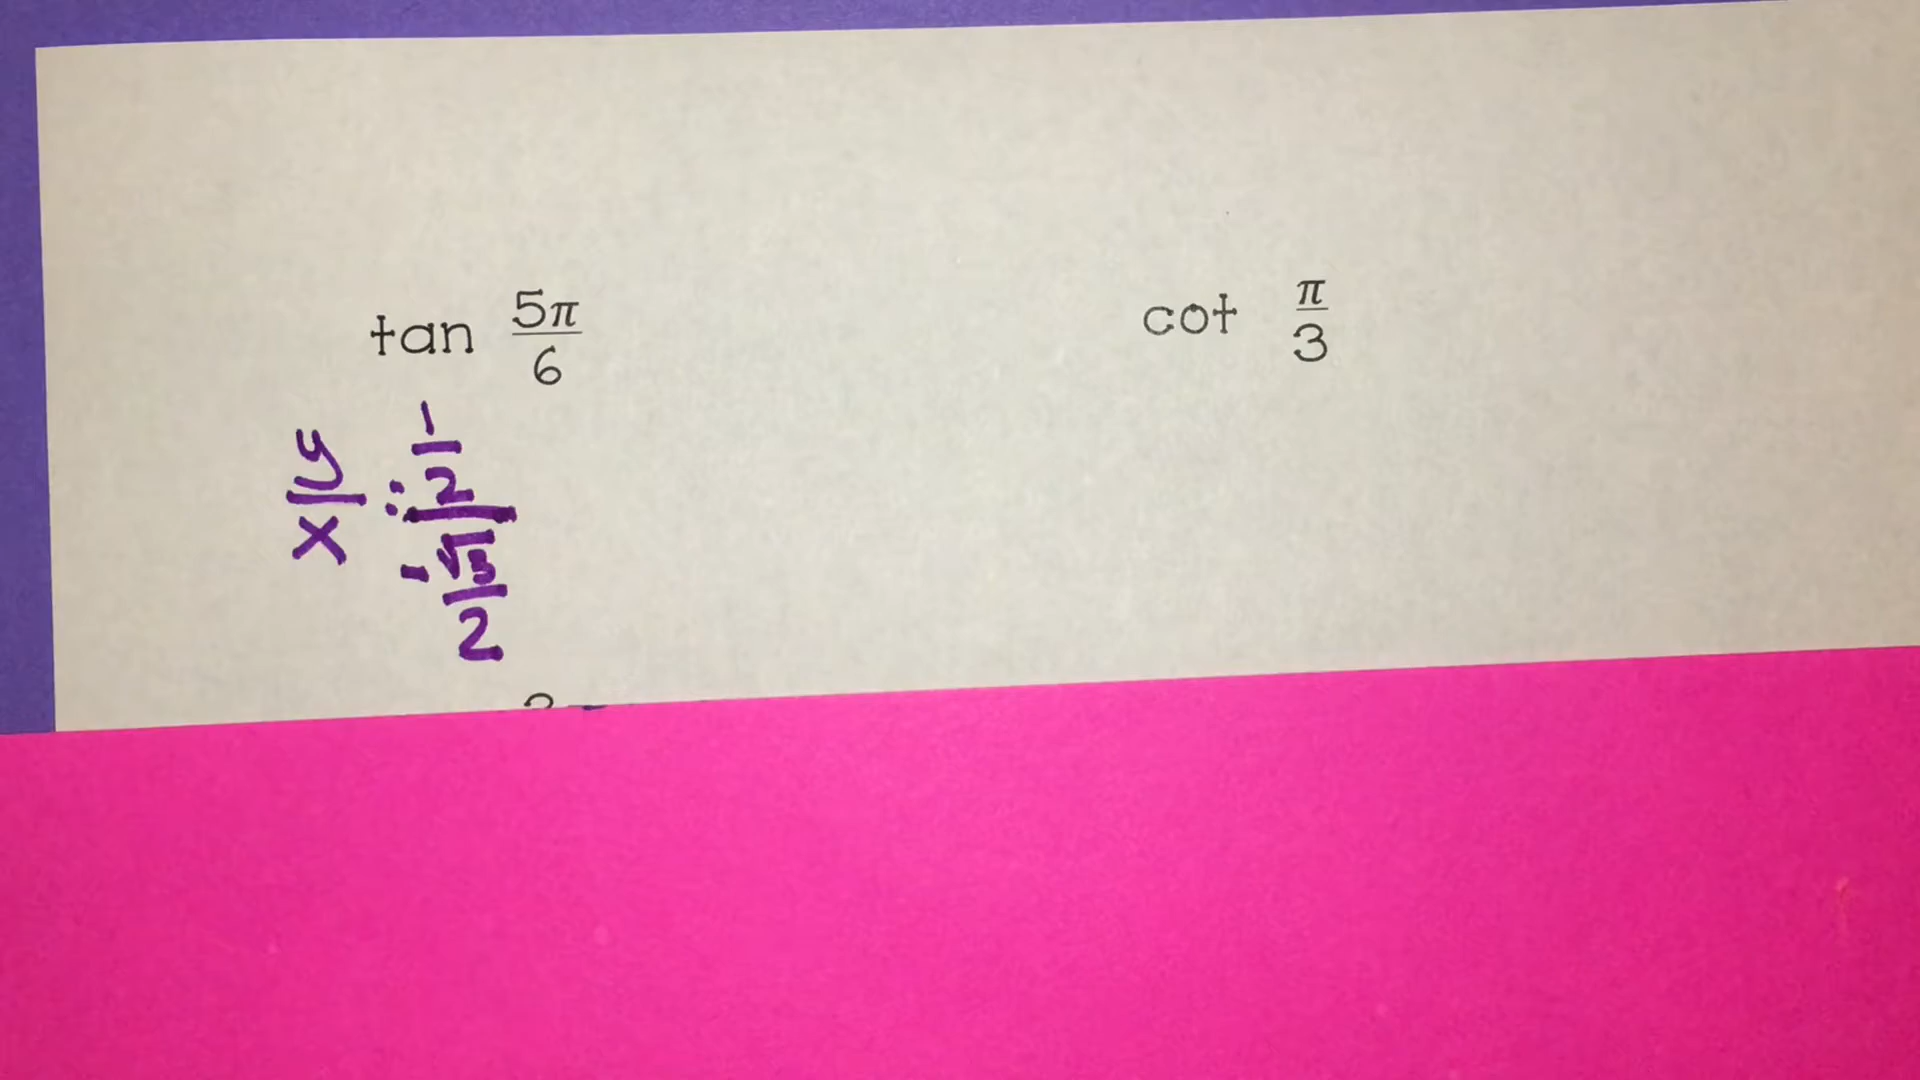 tan 5π/6
cot π/3
y/x = 1/2 / -√3/2